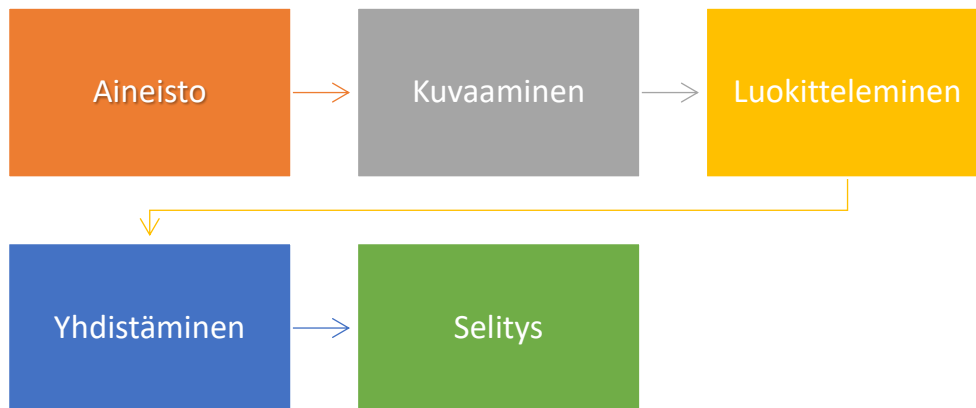 Aineisto
Kuvaaminen
Luokitteleminen
Yhdistäminen
Selitys